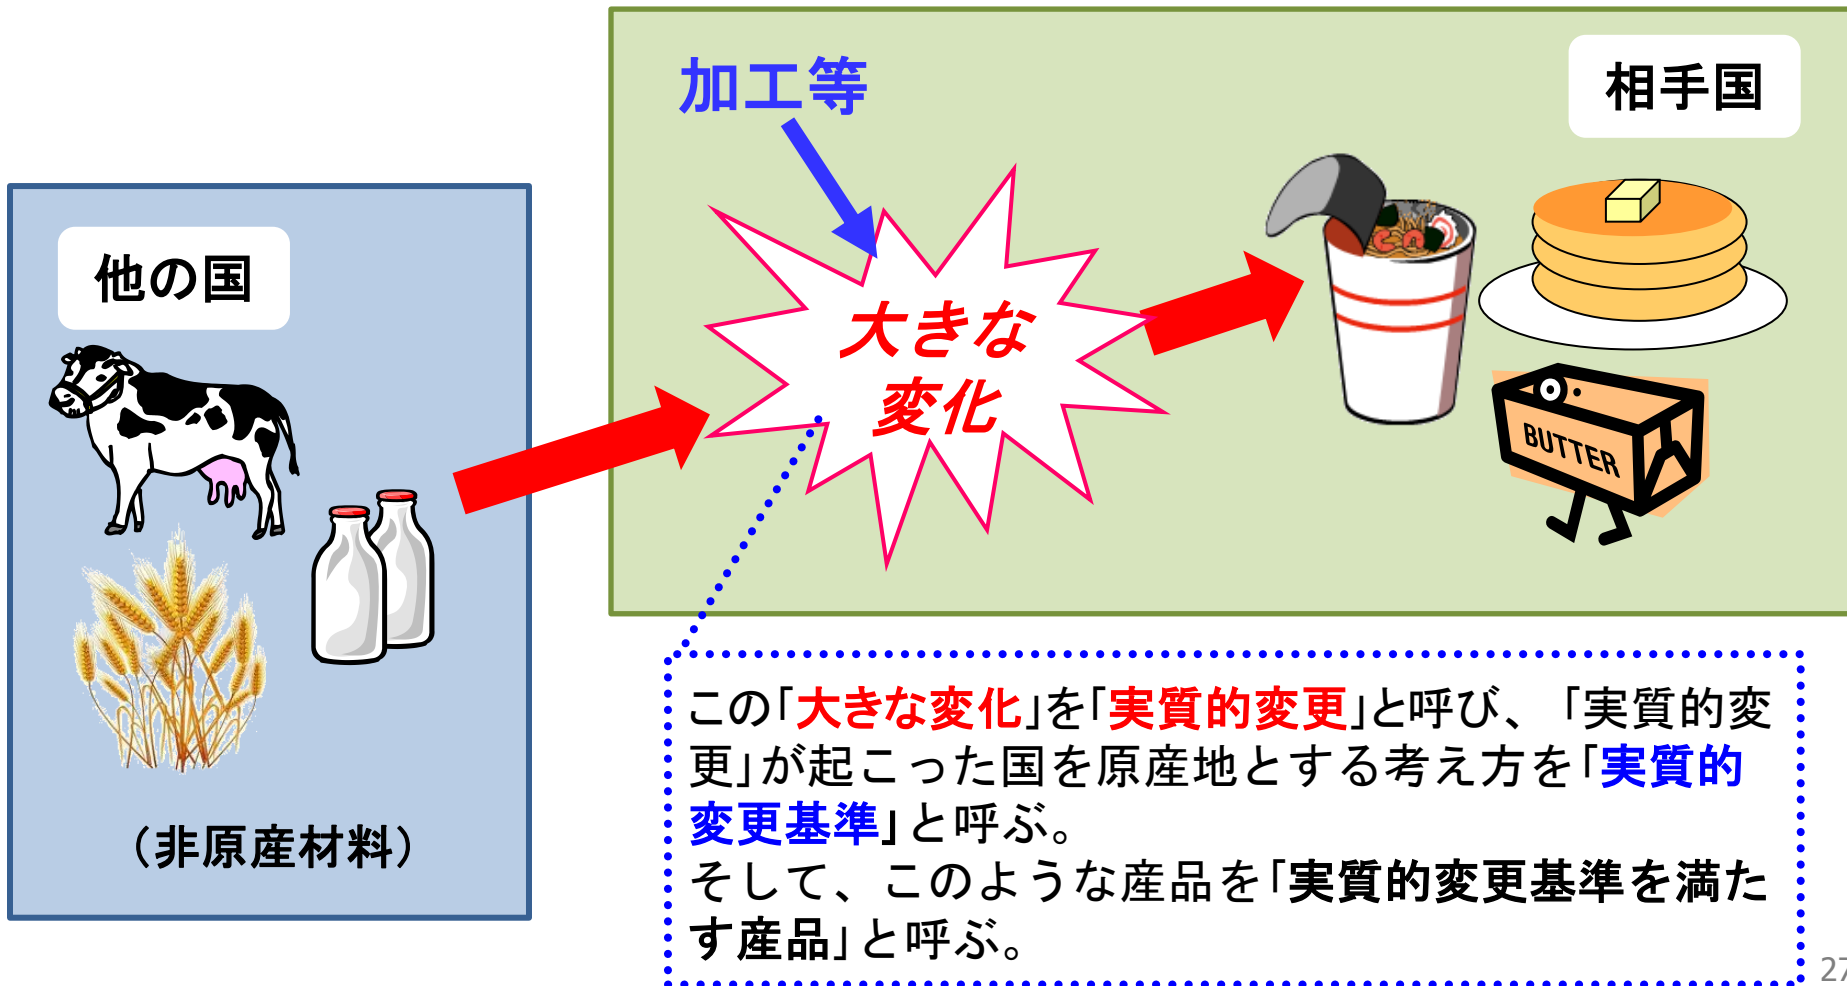 加工等
相手国
他の国
大きな
変化
BUTTER
(非原産材料)
この「大きな変化」を「実質的変更」と呼び、「実質的変
更」が起こった国を原産地とする考え方を「実質的
変更基準」と呼ぶ。
そして、このような産品を「実質的変更基準を満た
す産品」と呼ぶ。
27